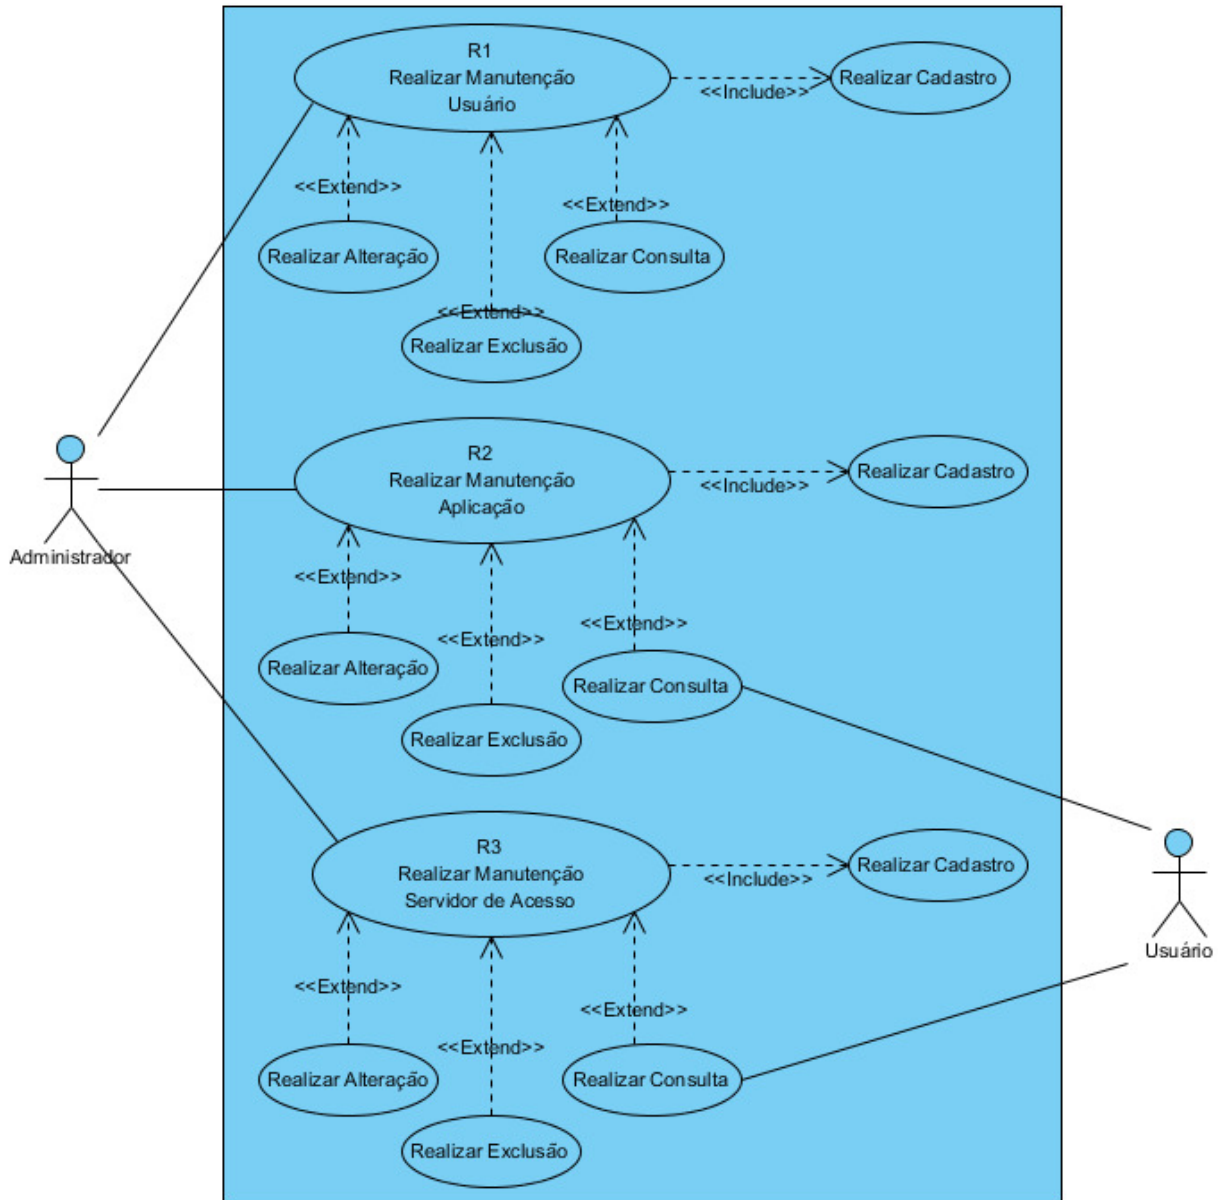 R1
Realizar Manutenção
Usuário
<<Include>>
Realizar Cadastro
<<Extend>>
<<Extend>>
Realizar Alteração
Realizar Consulta
<<Extend>>
Realizar Exclusão
R2
Realizar Manutenção
Aplicação
<<Include>>
Realizar Cadastro
Administrador
<<Extend>>
<<Extend>>
<<Extend>>
Realizar Alteração
Realizar Consulta
Realizar Exclusão
R3
Realizar Manutenção
Servidor de Acesso
<<Include>>
Realizar Cadastro
Usuário
<<Extend>>
<<Extend>>
<<Extend>>
Realizar Alteração
Realizar Consulta
Realizar Exclusão